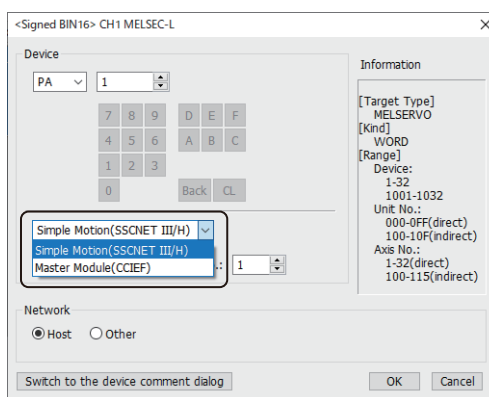 <Signed BIN16> CH1 MELSEC-L
Device
PA 1
7 8 9 D E F
4 5 6 A B C
1 2 3
0 Back CL
Simple Motion(SSCNET III/H)
Simple Motion(SSCNET III/H)
Master Module(CCIEF) .: 1
Network
Host Other
Switch to the device comment dialog
Information
[Target Type]
MELSERVO
[Kind]
WORD
[Range]
Device:
1-32
1001-1032
Unit No.:
000-0FF(direct)
100-10F(indirect)
Axis No.:
1-32(direct)
100-115(indirect)
OK Cancel